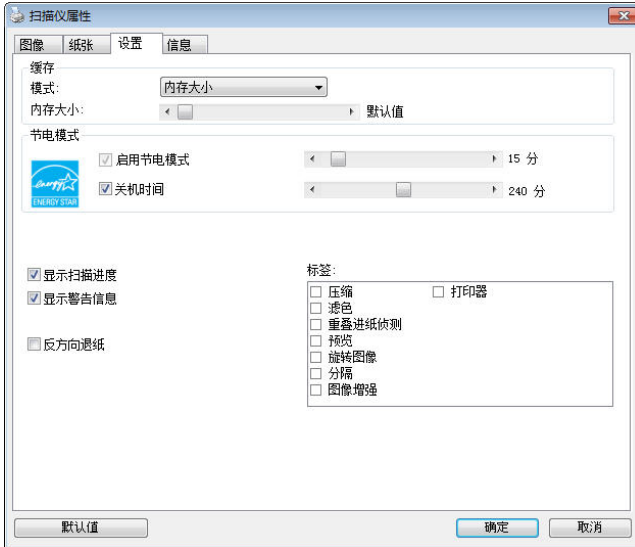 扫描仪属性
图像 纸张 设置 信息
缓存
模式: 内存大小
内存大小: 默认值
节电模式
启用节电模式 15 分
关机时间 240 分
energy
ENERGY STAR
显示扫描进度
显示警告信息
反方向退纸
标签:
压缩 打印器
滤色
重叠进纸侦测
预览
旋转图像
分隔
图像增强
默认值 确定 取消